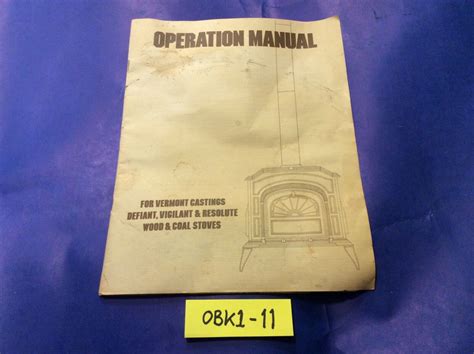 OPERATION MANUAL
FOR VERMONT CASTINGS
DEFIANT, VIGILANT & RESOLUTE
WOOD & COAL STOVES
OBK1-11